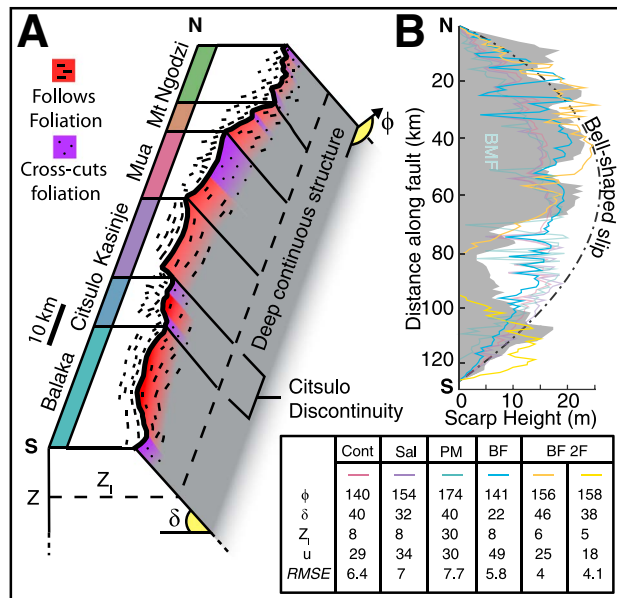 A
N
Follows
Foliation
Cross-cuts
foliation
Mt Ngodzi
Mua
Kasinje
Citsulo
Balaka
10 km
S
Z
Zl
δ
ϕ
Deep continuous structure
Citsulo
Discontinuity
B
N
20
40
60
80
100
120
S
Distance along fault (km)
BMF
Bell-shaped slip
0 10 20
Scarp Height (m)
Cont Sal PM BF BF 2F
ϕ 140 154 174 141 156 158
δ 40 32 40 22 46 38
Zl 8 8 30 8 6 5
u 29 34 30 49 25 18
RMSE 6.4 7 7.7 5.8 4 4.1